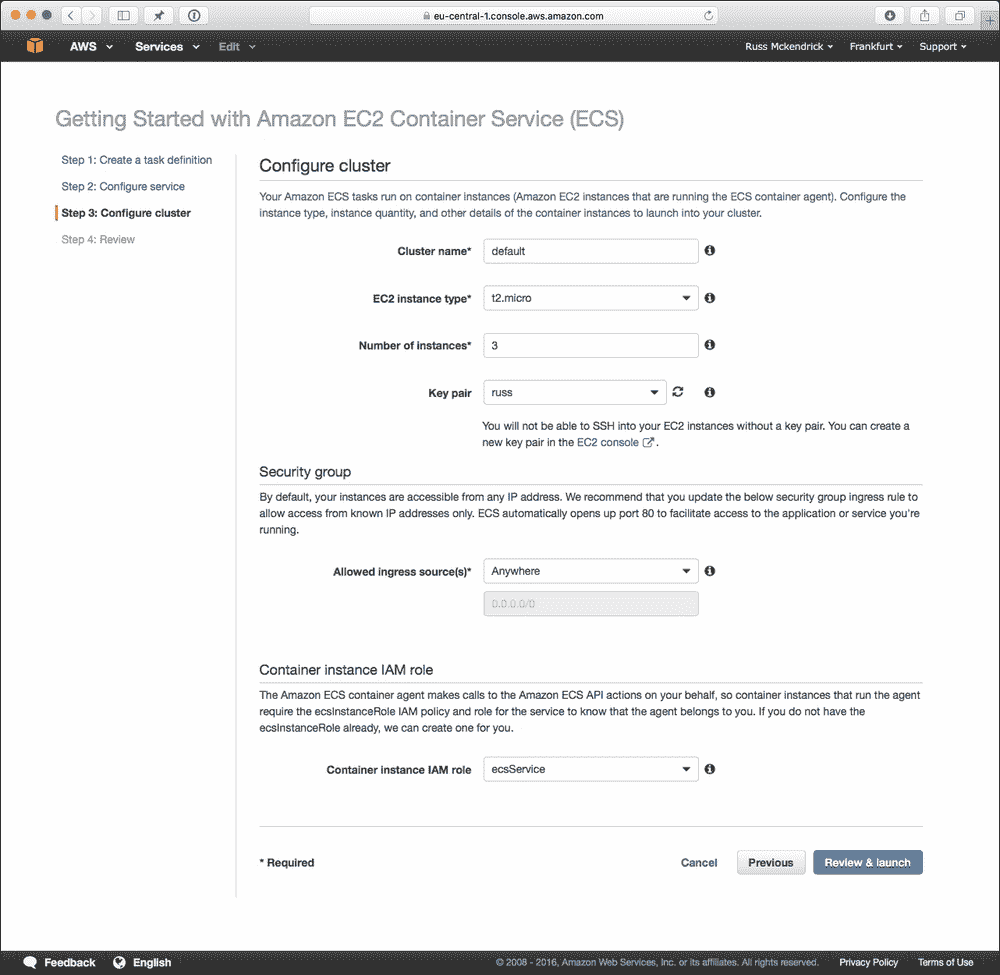 eu-central-1.console.aws.amazon.com
AWS Services Edit Russ Mckendrick Frankfurt Support
Getting Started with Amazon EC2 Container Service (ECS)
Step 1: Create a task definition
Step 2: Configure service
Step 3: Configure cluster
Step 4: Review
Configure cluster
Your Amazon ECS tasks run on container instances (Amazon EC2 instances that are running the ECS container agent). Configure the
instance type, instance quantity, and other details of the container instances to launch into your cluster.
Cluster name* default
EC2 instance type* t2.micro
Number of instances* 3
Key pair russ
You will not be able to SSH into your EC2 instances without a key pair. You can create a
new key pair in the EC2 console .
Security group
By default, your instances are accessible from any IP address. We recommend that you update the below security group ingress rule to
allow access from known IP addresses only. ECS automatically opens up port 80 to facilitate access to the application or service you're
running.
Allowed ingress source(s)* Anywhere
0.0.0.0/0
Container instance IAM role
The Amazon ECS container agent makes calls to the Amazon ECS API actions on your behalf, so container instances that run the agent
require the ecsInstanceRole IAM policy and role for the service to know that the agent belongs to you. If you do not have the
ecsInstanceRole already, we can create one for you.
Container instance IAM role ecsService
* Required Cancel Previous Review & launch
Feedback English © 2008 - 2016, Amazon Web Services, Inc. or its affiliates. All rights reserved. Privacy Policy Terms of Use